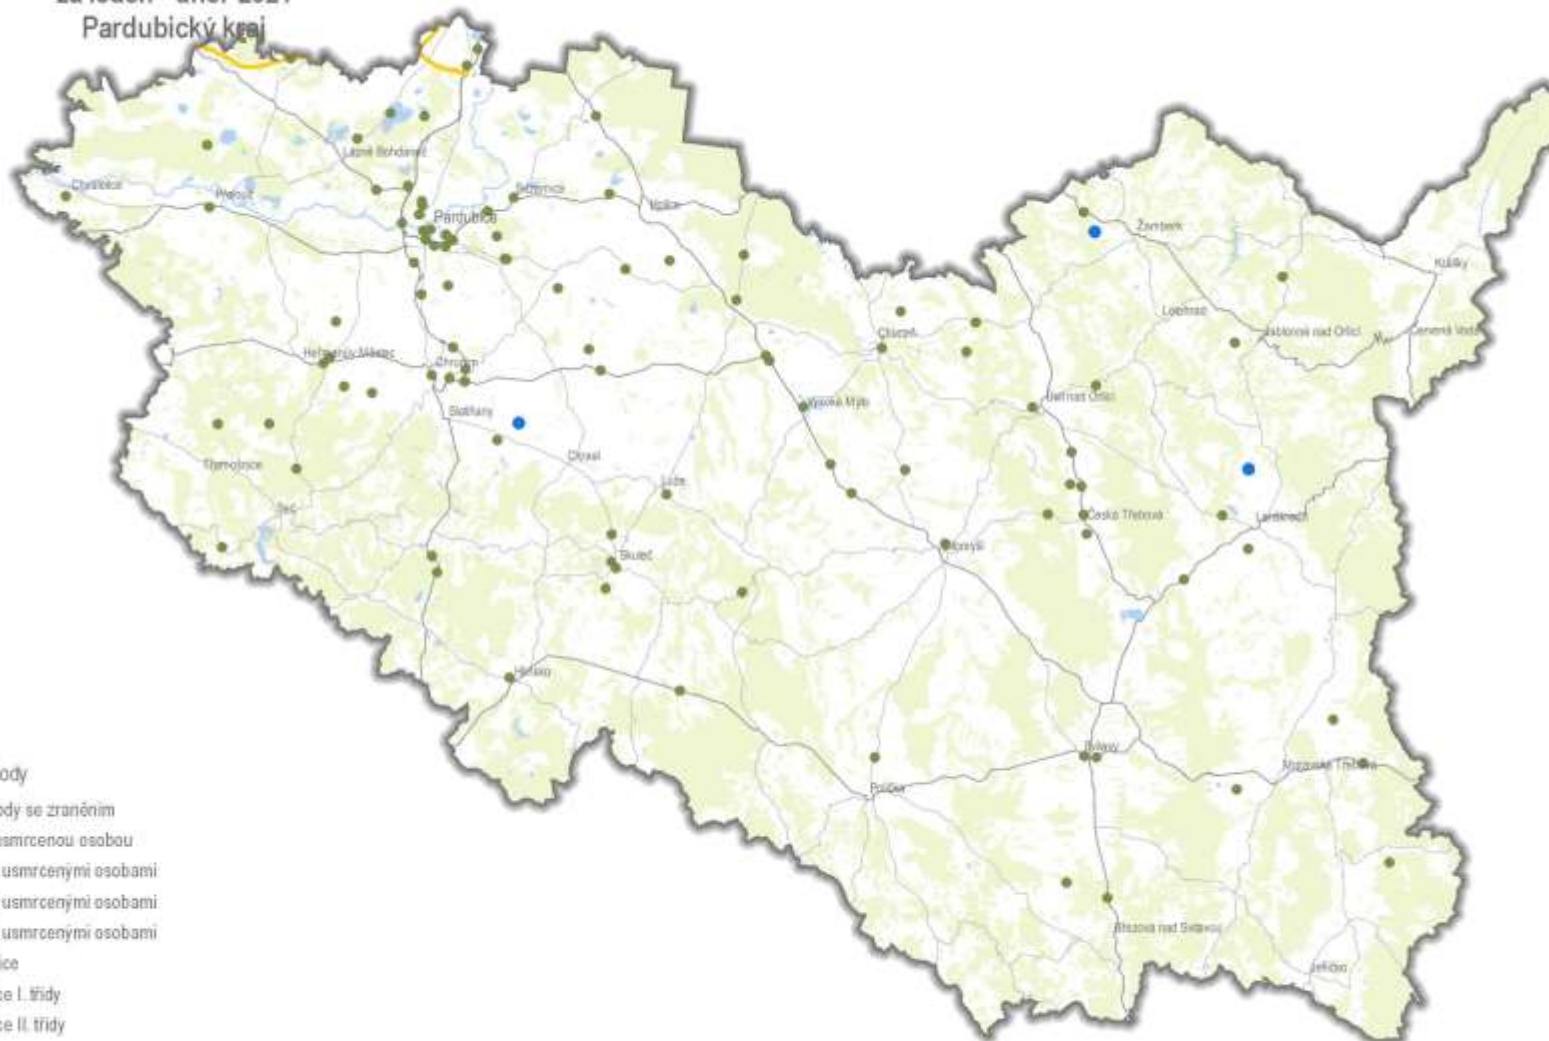 Pardubický kraj
Lázně Bohdaneč
Chvaletice
Přelouč
Sezemice
Pardubice
Žamberk
Králíky
Letohrad
Jablonné nad Orlicí
Červená Voda
Choceň
Heřmanův Městec
Chrudim
Vysoké Mýto
Ústí nad Orlicí
Slatiňany
Chrast
Třemošnice
Luže
Seč
Česká Třebová
Lanškroun
Skuteč
Litomyšl
Hlinsko
Svitavy
Moravská Třebová
Polička
Březová nad Svitavou
Jevíčko
ody
ody se zraněním
usmrcenou osobou
usmrcenými osobami
usmrcenými osobami
usmrcenými osobami
ice
ce I. třídy
ce II. třídy